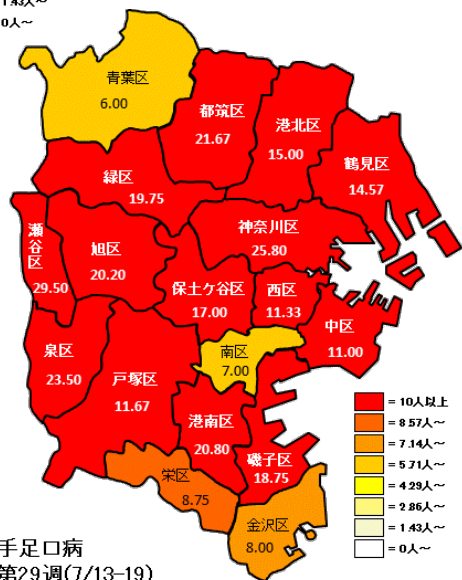 1.43人～
0人～
青葉区
6.00
都筑区
21.67
港北区
15.00
鶴見区
14.57
緑区
19.75
神奈川区
25.80
瀬谷区
29.50
旭区
20.20
保土ケ谷区
17.00
西区
11.33
中区
11.00
泉区
23.50
戸塚区
11.67
南区
7.00
港南区
20.80
磯子区
18.75
栄区
8.75
金沢区
8.00
= 10人以上
= 8.57人～
= 7.14人～
= 5.71人～
= 4.29人～
= 2.86人～
= 1.43人～
= 0人～
手足口病
第29週(7/13-19)